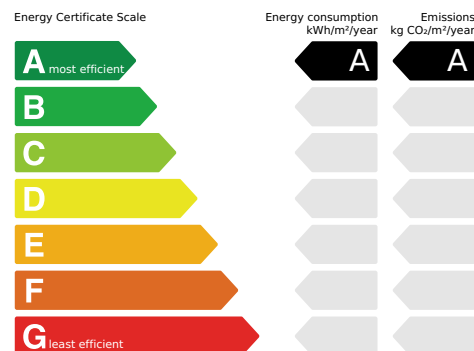 Energy Certificate Scale
Energy consumption
kWh/m²/year
Emissions
kg CO₂/m²/year
A most efficient
A
A
B
C
D
E
F
G least efficient